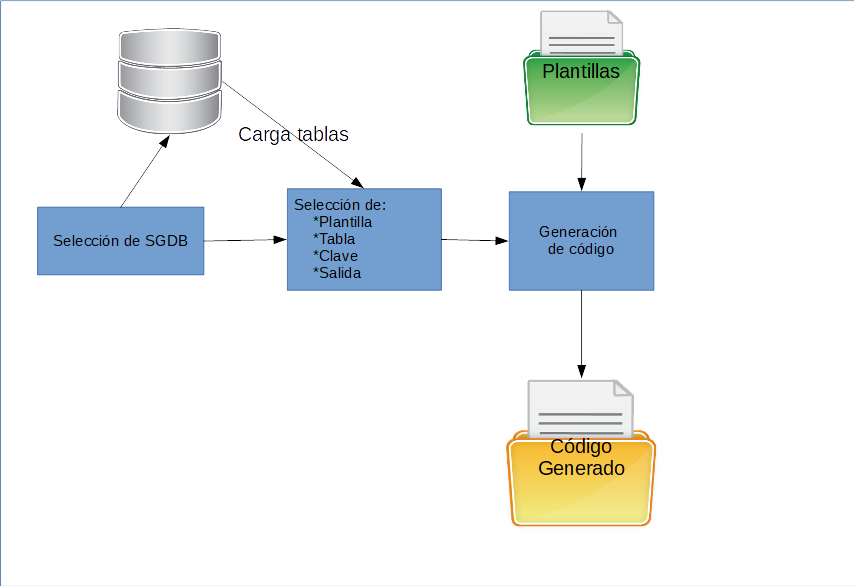 Plantillas
Carga tablas
Selección de SGDB
Selección de:
*Plantilla
*Tabla
*Clave
*Salida
Generación
de código
Código
Generado